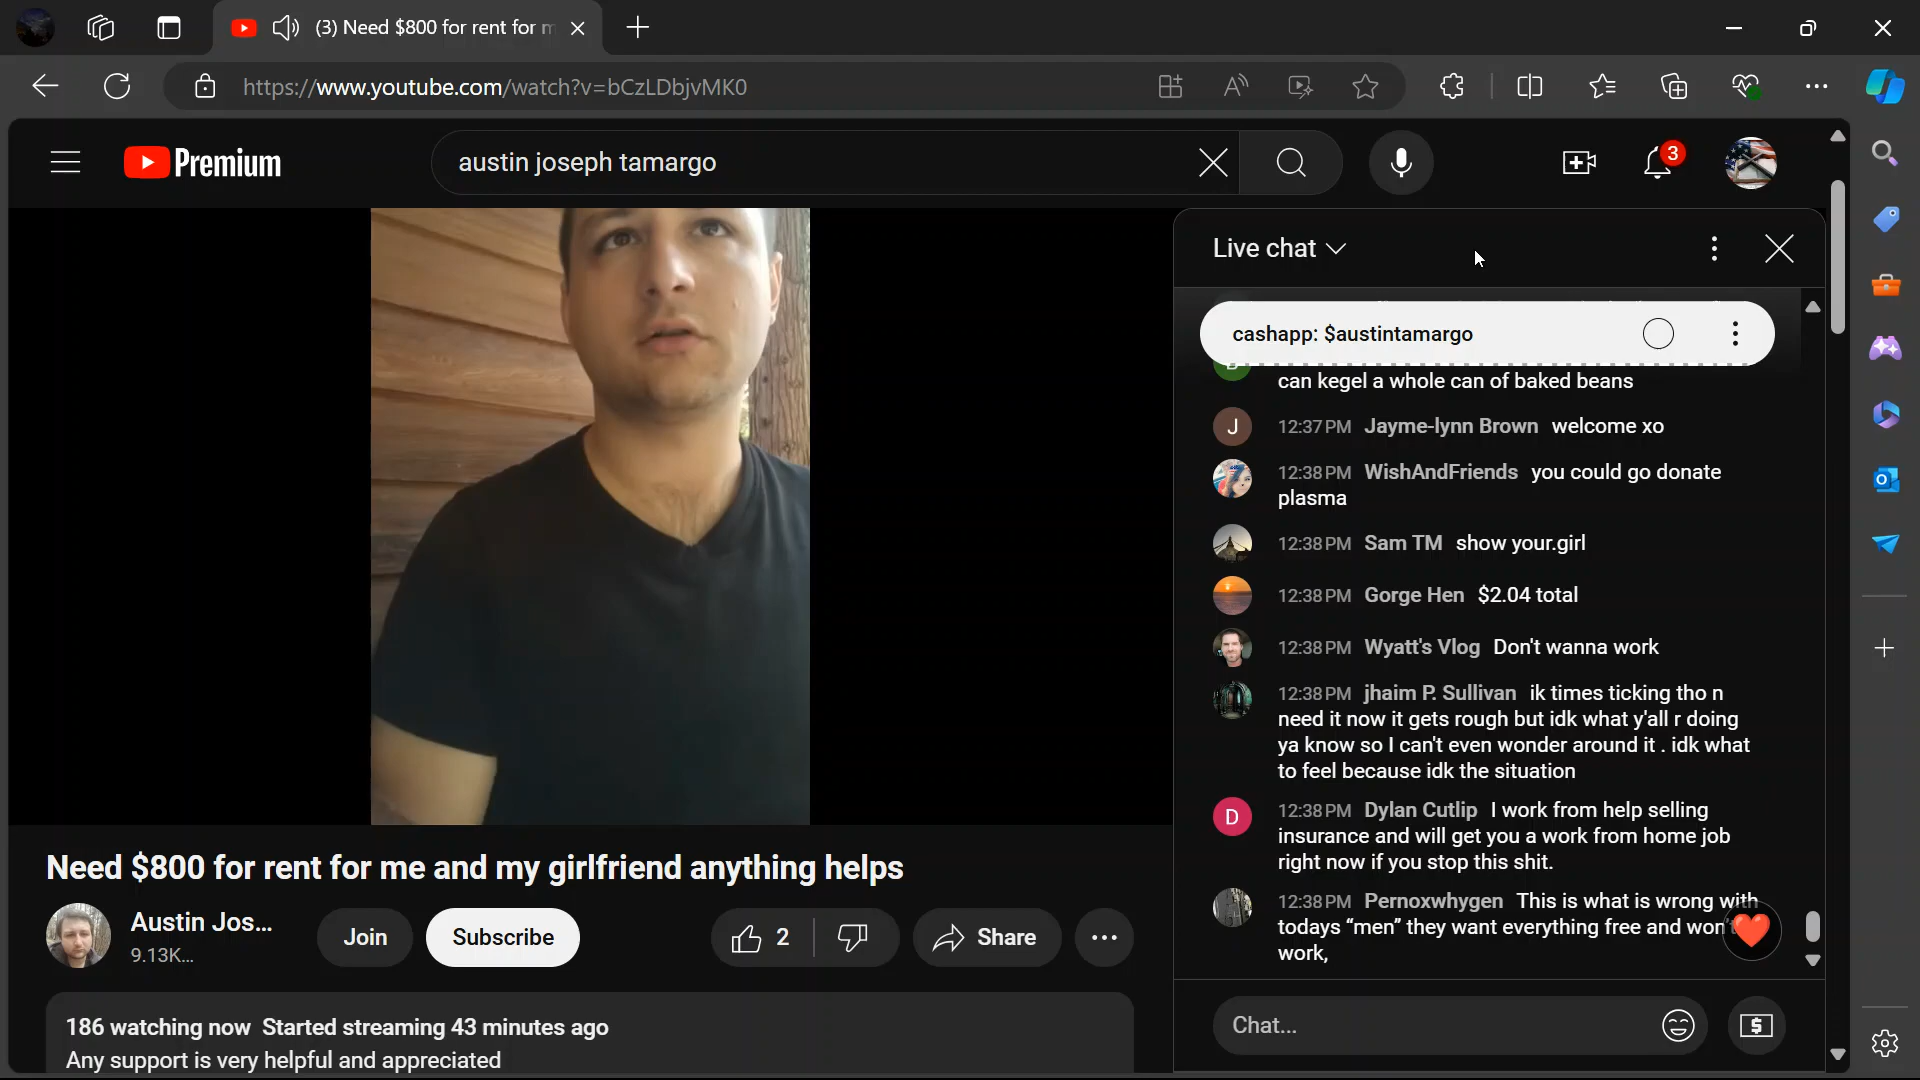 (3) Need $800 for rent for m
https://www.youtube.com/watch?v=bCzLDbjvMK0
Premium
austin joseph tamargo
3
Live chat
cashapp: $austintamargo
can kegel a whole can of baked beans
J 12:37 PM Jayme-lynn Brown welcome xo
12:38 PM WishAndFriends you could go donate
plasma
12:38 PM Sam TM show your.girl
12:38 PM Gorge Hen $2.04 total
12:38 PM Wyatt's Vlog Don't wanna work
12:38 PM jhaim P. Sullivan ik times ticking tho n
need it now it gets rough but idk what y'all r doing
ya know so I can't even wonder around it . idk what
to feel because idk the situation
D 12:38 PM Dylan Cutlip I work from help selling
insurance and will get you a work from home job
right now if you stop this shit.
12:38 PM Pernoxwhygen This is what is wrong with
todays “men” they want everything free and won't
work,
Chat...
Need $800 for rent for me and my girlfriend anything helps
Austin Jos...
9.13K...
Join
Subscribe
2
Share
186 watching now Started streaming 43 minutes ago
Any support is very helpful and appreciated